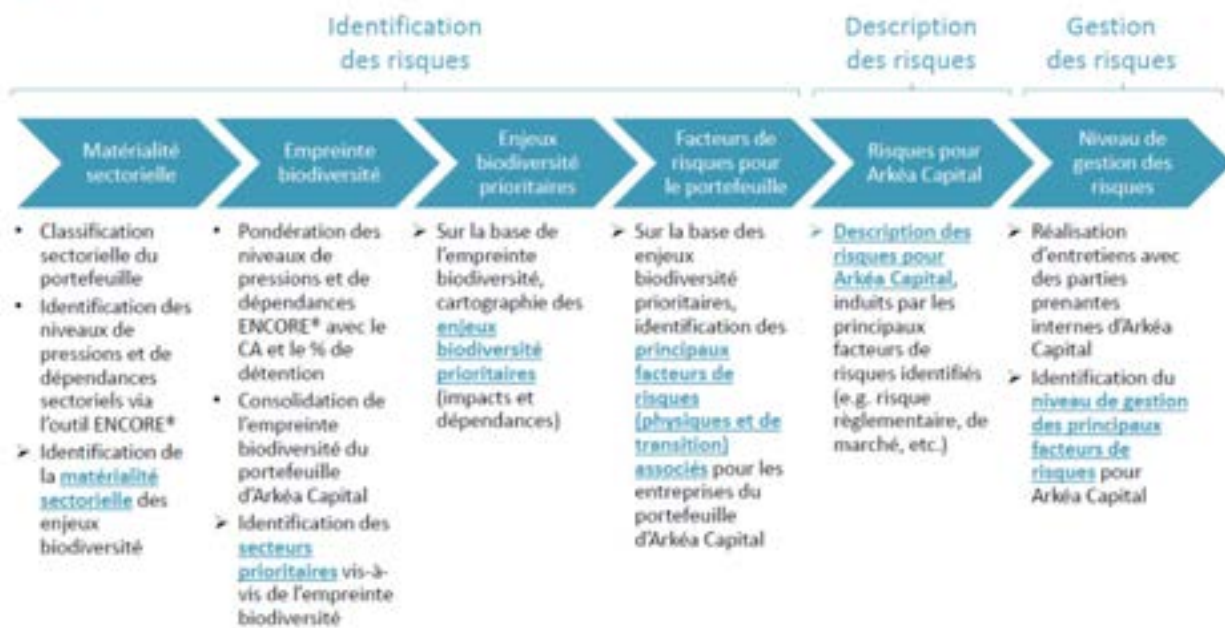 Identification
des risques
Description
des risques
Gestion
des risques
Matérialité
sectorielle
Empreinte
biodiversité
Enjeux
biodiversité
prioritaires
Facteurs de
risques pour
le portefeuille
Risques pour
Arkéa Capital
Niveau de
gestion des
risques
• Classification
sectorielle du
portefeuille
• Identification des
niveaux de
pressions et de
dépendances
sectoriels via
l'outil ENCORE*
➢ Identification de
la matérialité
sectorielle des
enjeux
biodiversité
• Pondération des
niveaux de
pressions et de
dépendances
ENCORE* avec le
CA et le % de
détention
• Consolidation de
l'empreinte
biodiversité du
portefeuille
d'Arkéa Capital
➢ Identification des
secteurs
prioritaires vis-à-
vis de l'empreinte
biodiversité
➢ Sur la base de
l'empreinte
biodiversité,
cartographie des
enjeux
biodiversité
prioritaires
(impacts et
dépendances)
➢ Sur la base des
enjeux
biodiversité
prioritaires,
identification des
principaux
facteurs de
risques
(physiques et de
transition)
associés pour les
entreprises du
portefeuille
d'Arkéa Capital
➢ Description des
risques pour
Arkéa Capital,
induits par les
principaux
facteurs de
risques identifiés
(e.g. risque
règlementaire, de
marché, etc.)
➢ Réalisation
d'entretiens avec
des parties
prenantes
internes d'Arkéa
Capital
➢ Identification du
niveau de gestion
des principaux
facteurs de
risques pour
Arkéa Capital